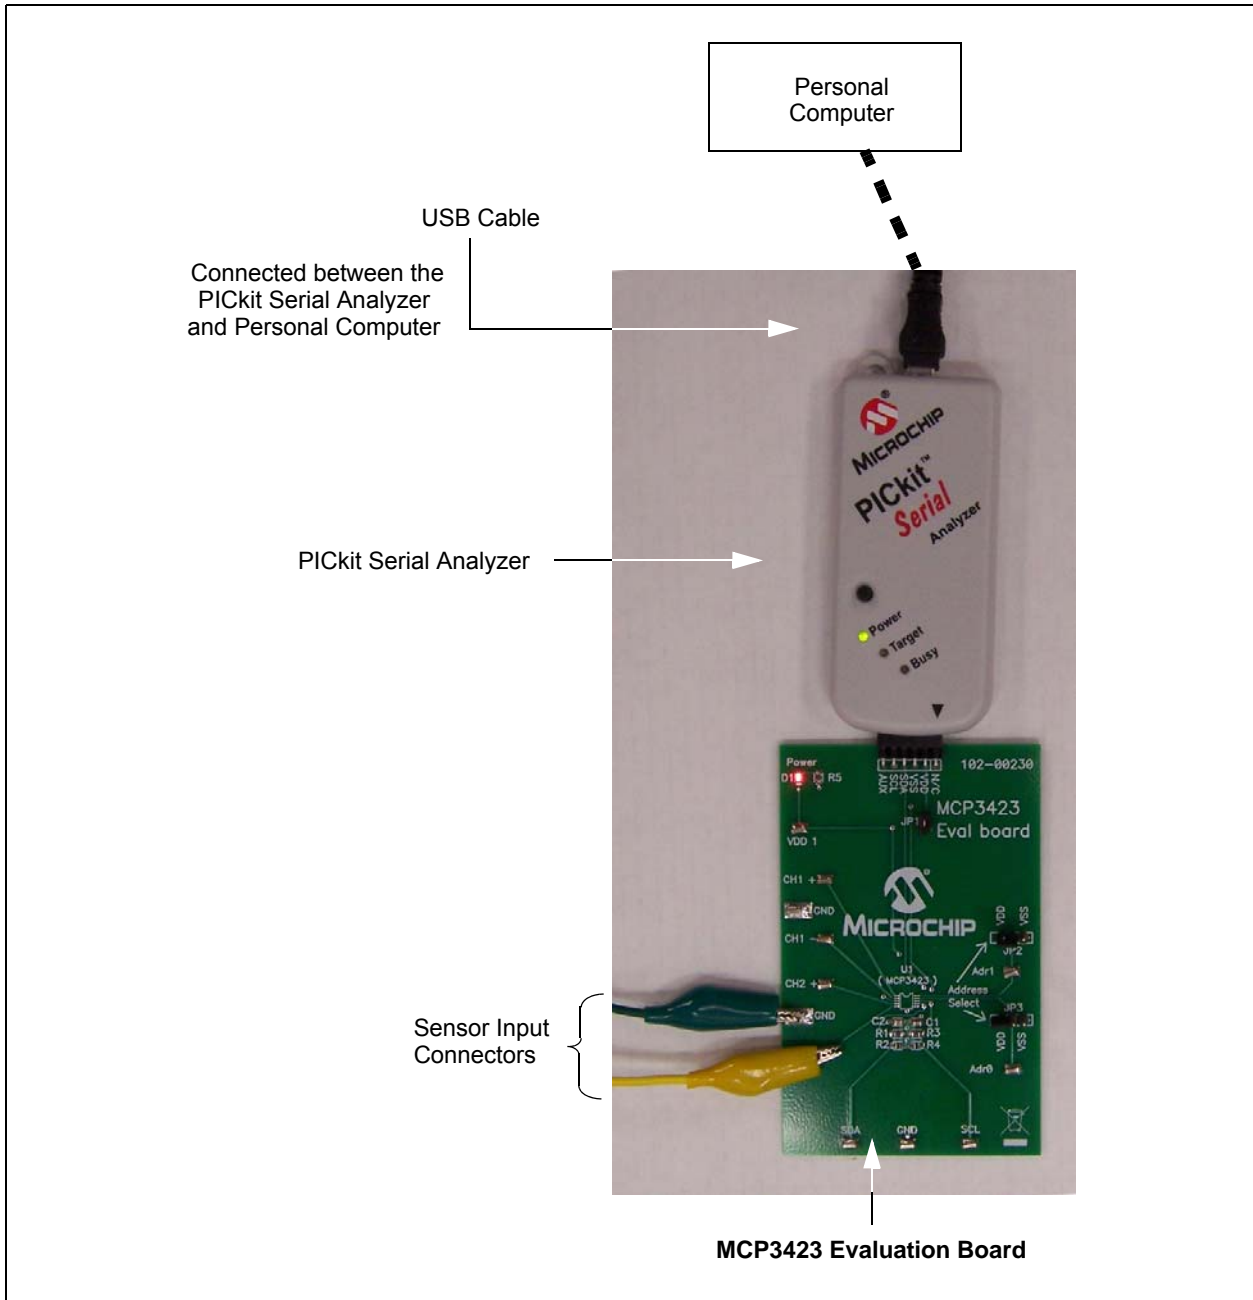 Personal
Computer
USB Cable
Connected between the
PICkit Serial Analyzer
and Personal Computer
MICROCHIP
PICkit™
Serial
Analyzer
PICkit Serial Analyzer
Power
Target
Busy
Power
D1
R5
AUX
SCL
SDA
VSS
VDD
N/C
102-00230
JP1
MCP3423
Eval board
VDD 1
CH1 +
GND
CH1 -
MICROCHIP
VDD
VSS
JP2
U1
( MCP3423 )
Adr1
CH2 +
Address
Select
JP3
GND
C2
C1
R1
R3
R2
R4
VDD
VSS
Adr0
Sensor Input
Connectors
SDA
GND
SCL
MCP3423 Evaluation Board